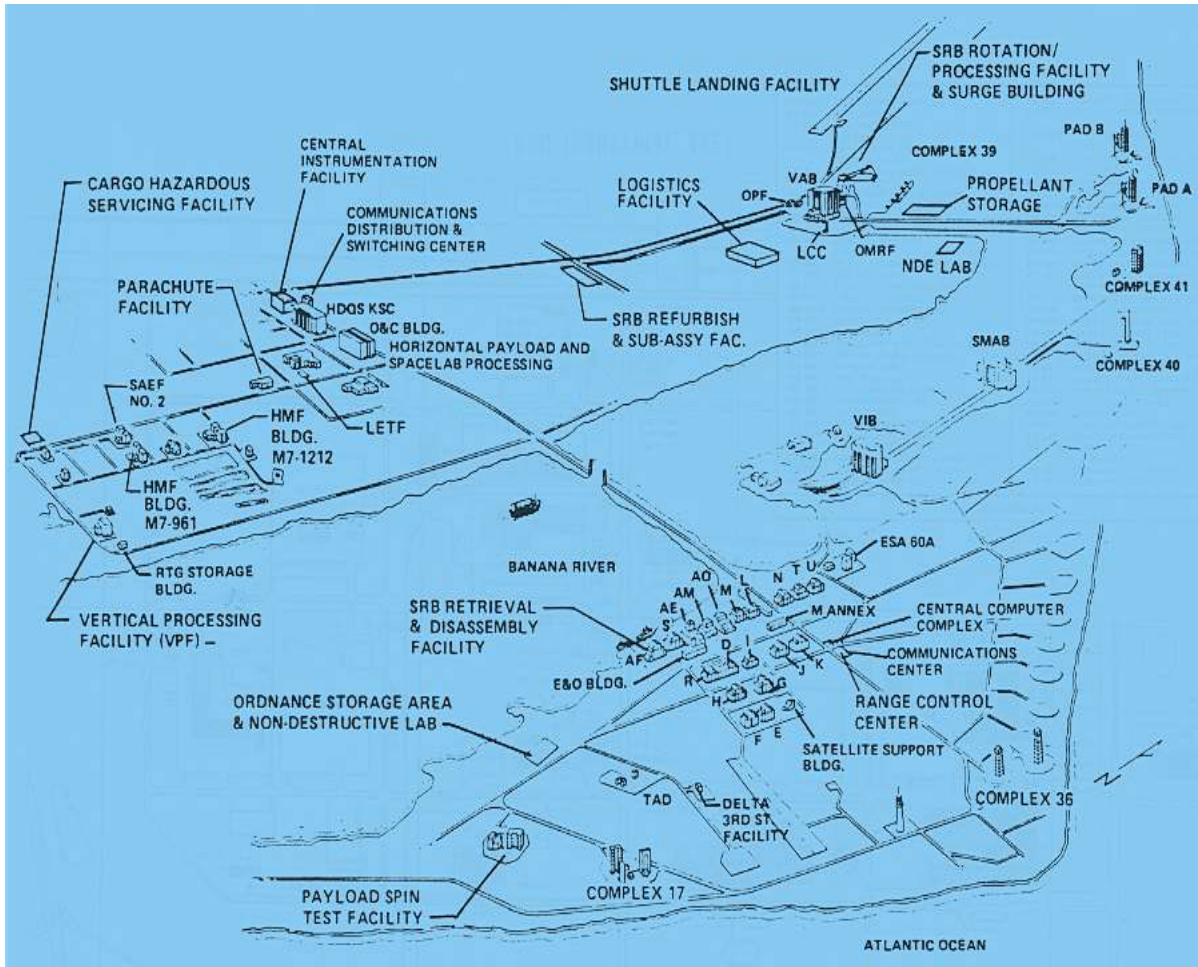 SHUTTLE LANDING FACILITY
SRB ROTATION/
PROCESSING FACILITY
& SURGE BUILDING
PAD B
CENTRAL
INSTRUMENTATION
FACILITY
COMPLEX 39
CARGO HAZARDOUS
SERVICING FACILITY
VAB
LOGISTICS
FACILITY
OPF
PROPELLANT
STORAGE
PAD A
COMMUNICATIONS
DISTRIBUTION &
SWITCHING CENTER
LCC
OMRF
NDE LAB
PARACHUTE
FACILITY
COMPLEX 41
HDQS KSC
O&C BLDG.
HORIZONTAL PAYLOAD AND
SPACELAB PROCESSING
SRB REFURBISH
& SUB-ASSY FAC.
SMAB
COMPLEX 40
SAEF
NO. 2
HMF
BLDG.
M7-1212
LETF
VIB
HMF
BLDG.
M7-961
ESA 60A
RTG STORAGE
BLDG.
BANANA RIVER
VERTICAL PROCESSING
FACILITY (VPF) –
SRB RETRIEVAL
& DISASSEMBLY
FACILITY
AF
S
AE
AM
AO
M
L
N
T
U
M ANNEX
CENTRAL COMPUTER
COMPLEX
COMMUNICATIONS
CENTER
E&O BLDG.
R
D
I
J
K
H
G
F
E
RANGE CONTROL
CENTER
ORDNANCE STORAGE AREA
& NON-DESTRUCTIVE LAB
SATELLITE SUPPORT
BLDG.
N
TAD
DELTA
3RD ST.
FACILITY
COMPLEX 36
COMPLEX 17
PAYLOAD SPIN
TEST FACILITY
ATLANTIC OCEAN